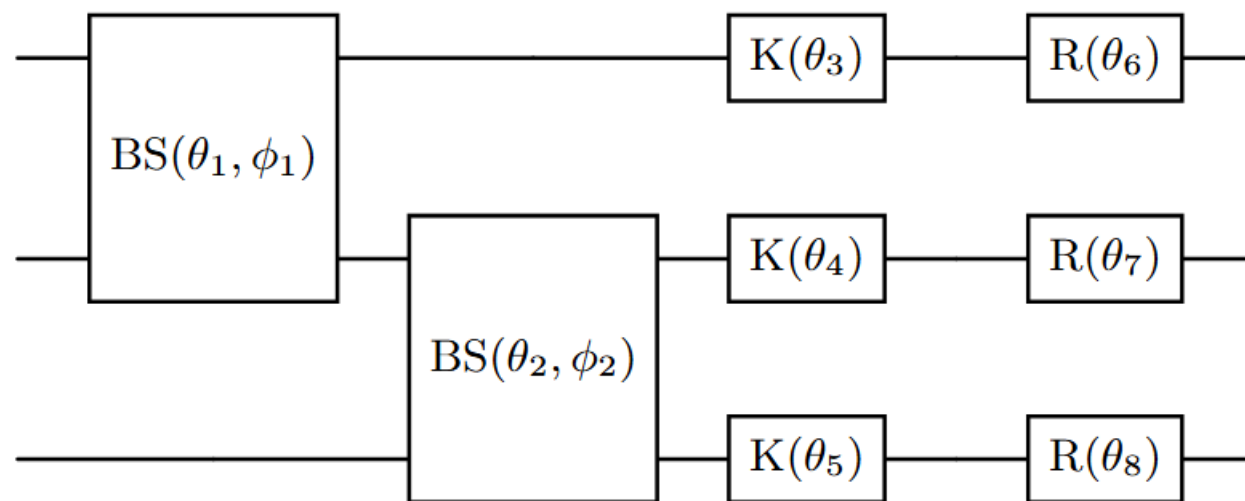 BS(θ₁, ϕ₁)
K(θ₃)
R(θ₆)
BS(θ₂, ϕ₂)
K(θ₄)
R(θ₇)
K(θ₅)
R(θ₈)